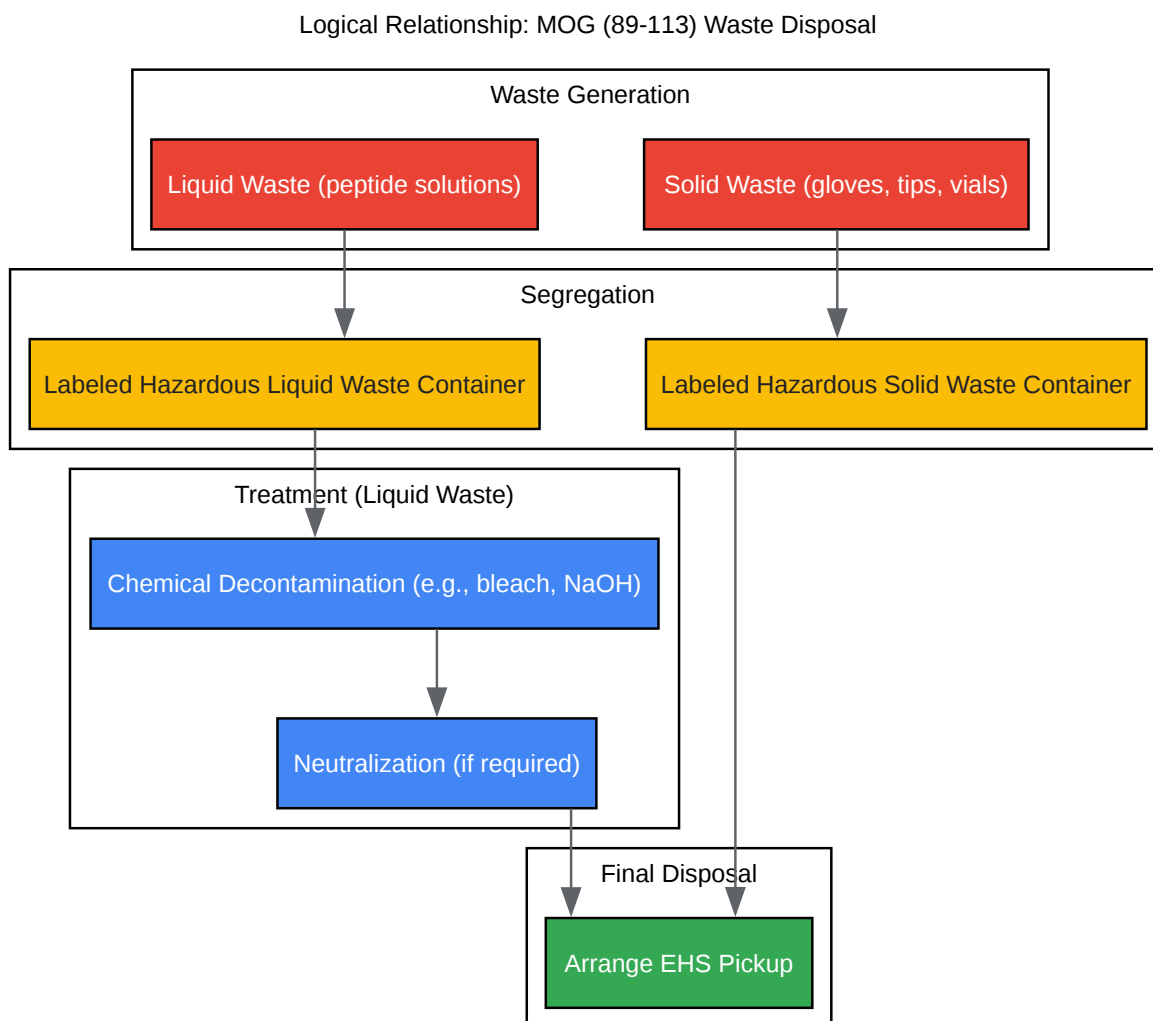 Logical Relationship: MOG (89-113) Waste Disposal
Waste Generation
Liquid Waste (peptide solutions)
Solid Waste (gloves, tips, vials)
Segregation
Labeled Hazardous Liquid Waste Container
Labeled Hazardous Solid Waste Container
Treatment (Liquid Waste)
Chemical Decontamination (e.g., bleach, NaOH)
Neutralization (if required)
Final Disposal
Arrange EHS Pickup